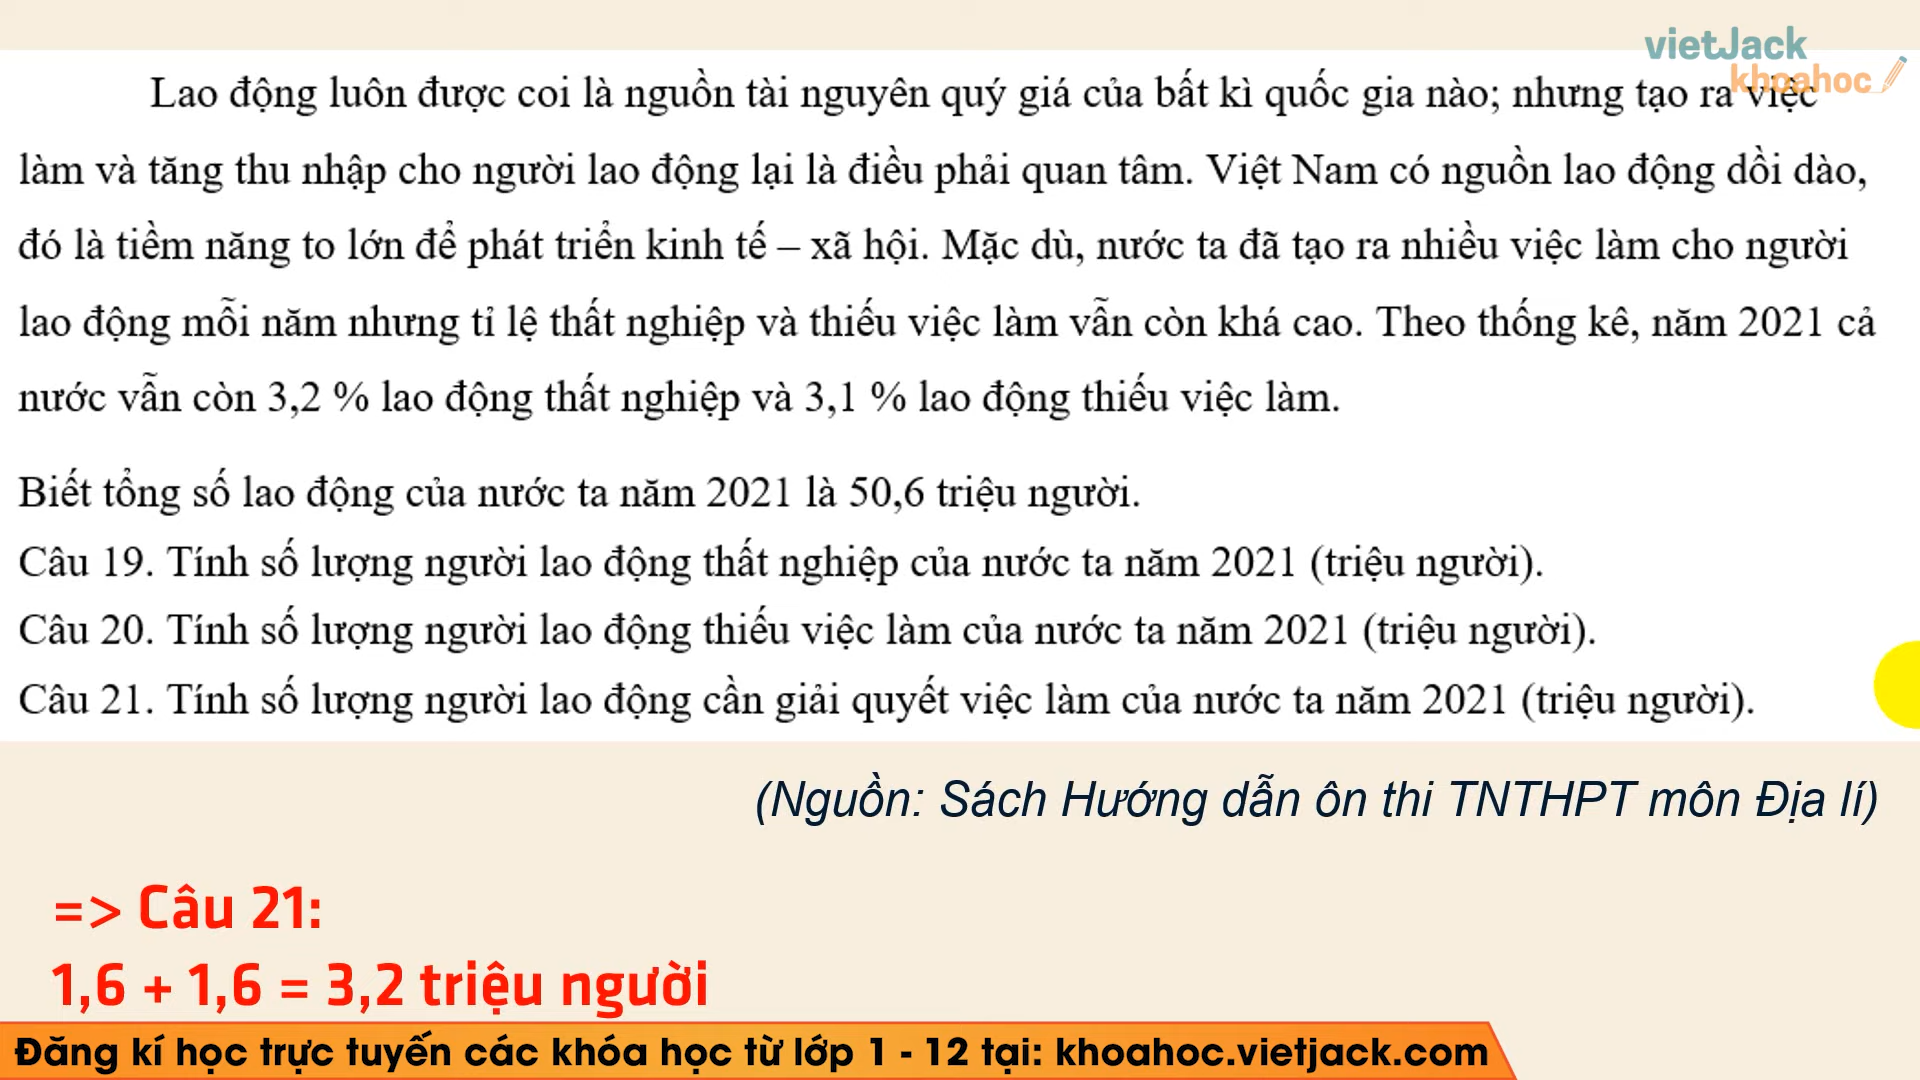 vietJack
khoahoc
Lao động luôn được coi là nguồn tài nguyên quý giá của bất kì quốc gia nào; nhưng tạo ra việc
làm và tăng thu nhập cho người lao động lại là điều phải quan tâm. Việt Nam có nguồn lao động dồi dào,
đó là tiềm năng to lớn để phát triển kinh tế – xã hội. Mặc dù, nước ta đã tạo ra nhiều việc làm cho người
lao động mỗi năm nhưng tỉ lệ thất nghiệp và thiếu việc làm vẫn còn khá cao. Theo thống kê, năm 2021 cả
nước vẫn còn 3,2 % lao động thất nghiệp và 3,1 % lao động thiếu việc làm.
Biết tổng số lao động của nước ta năm 2021 là 50,6 triệu người.
Câu 19. Tính số lượng người lao động thất nghiệp của nước ta năm 2021 (triệu người).
Câu 20. Tính số lượng người lao động thiếu việc làm của nước ta năm 2021 (triệu người).
Câu 21. Tính số lượng người lao động cần giải quyết việc làm của nước ta năm 2021 (triệu người).
(Nguồn: Sách Hướng dẫn ôn thi TNTHPT môn Địa lí)
=> Câu 21:
1,6 + 1,6 = 3,2 triệu người
Đăng kí học trực tuyến các khóa học từ lớp 1 - 12 tại: khoahoc.vietjack.com